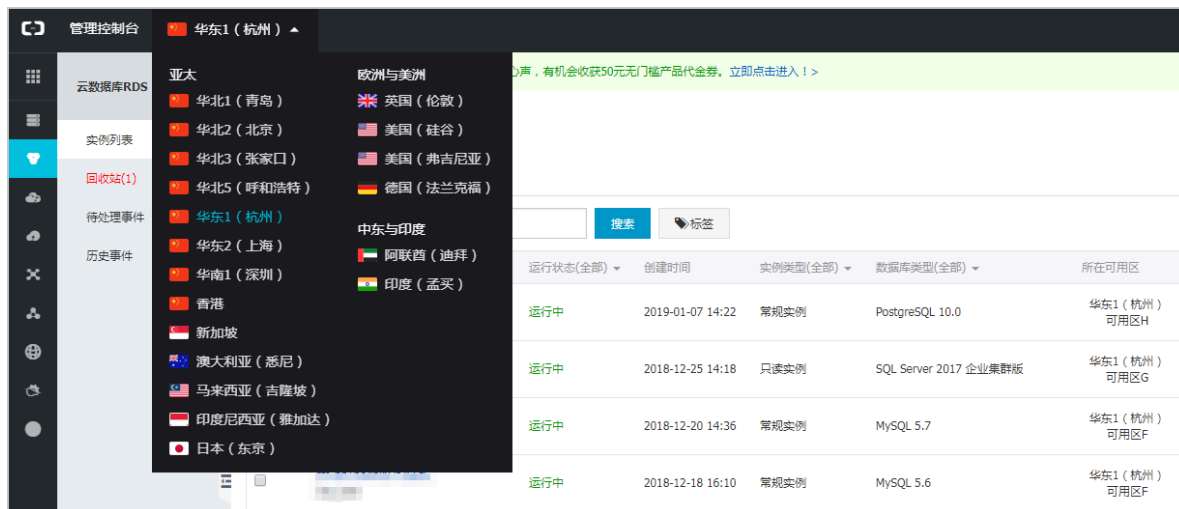 管理控制台
华东1（杭州）
云数据库RDS
实例列表
回收站(1)
待处理事件
历史事件
亚太
华北1（青岛）
华北2（北京）
华北3（张家口）
华北5（呼和浩特）
华东1（杭州）
华东2（上海）
华南1（深圳）
香港
新加坡
澳大利亚（悉尼）
马来西亚（吉隆坡）
印度尼西亚（雅加达）
日本（东京）
欧洲与美洲
英国（伦敦）
美国（硅谷）
美国（弗吉尼亚）
德国（法兰克福）
中东与印度
阿联酋（迪拜）
印度（孟买）
心声，有机会收获50元无门槛产品代金券。立即点击进入！>
搜索
标签
运行状态(全部) 创建时间 实例类型(全部) 数据库类型(全部) 所在可用区
运行中 2019-01-07 14:22 常规实例 PostgreSQL 10.0 华东1（杭州）
可用区H
运行中 2018-12-25 14:18 只读实例 SQL Server 2017 企业集群版 华东1（杭州）
可用区G
运行中 2018-12-20 14:36 常规实例 MySQL 5.7 华东1（杭州）
可用区F
运行中 2018-12-18 16:10 常规实例 MySQL 5.6 华东1（杭州）
可用区F